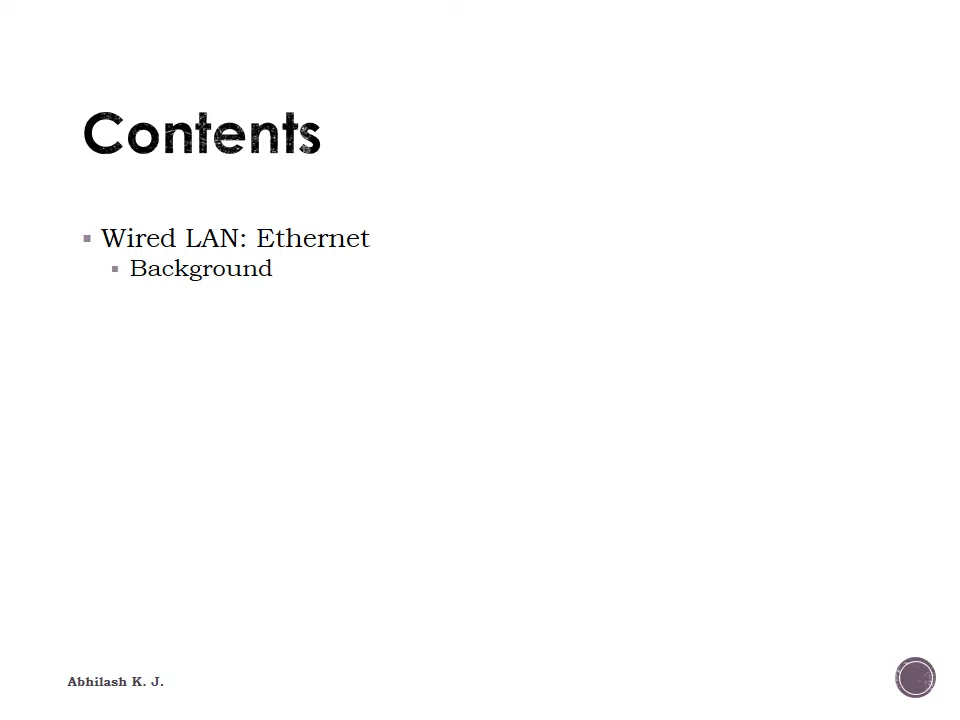 Contents
Wired LAN: Ethernet
Background
Abhilash K. J.